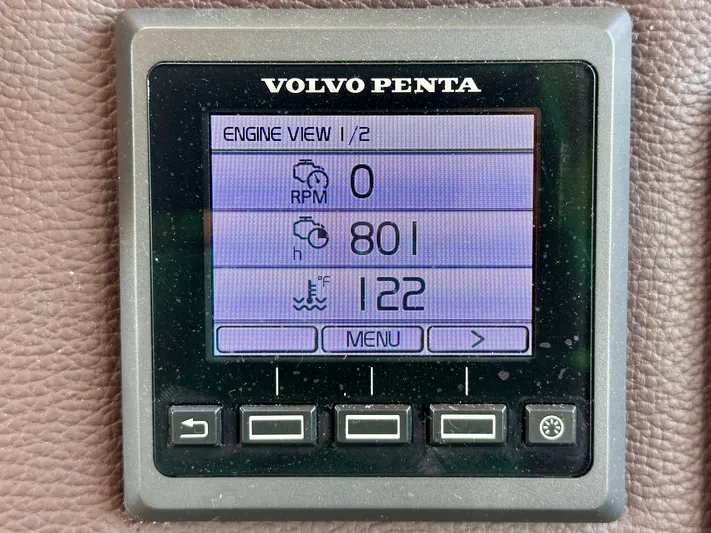 VOLVO PENTA
ENGINE VIEW 1/2
RPM 0
h 801
°F 122
MENU >